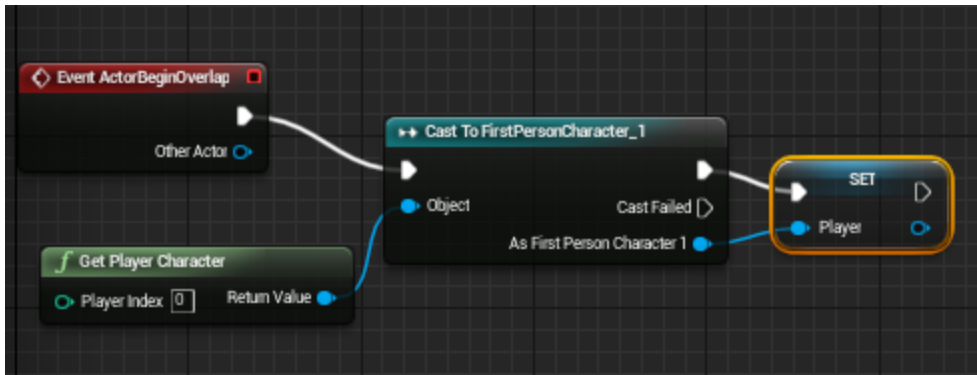 Event ActorBeginOverlap
Other Actor
Cast To FirstPersonCharacter_1
Object
Cast Failed
As First Person Character 1
SET
Player
f Get Player Character
Player Index 0 Return Value